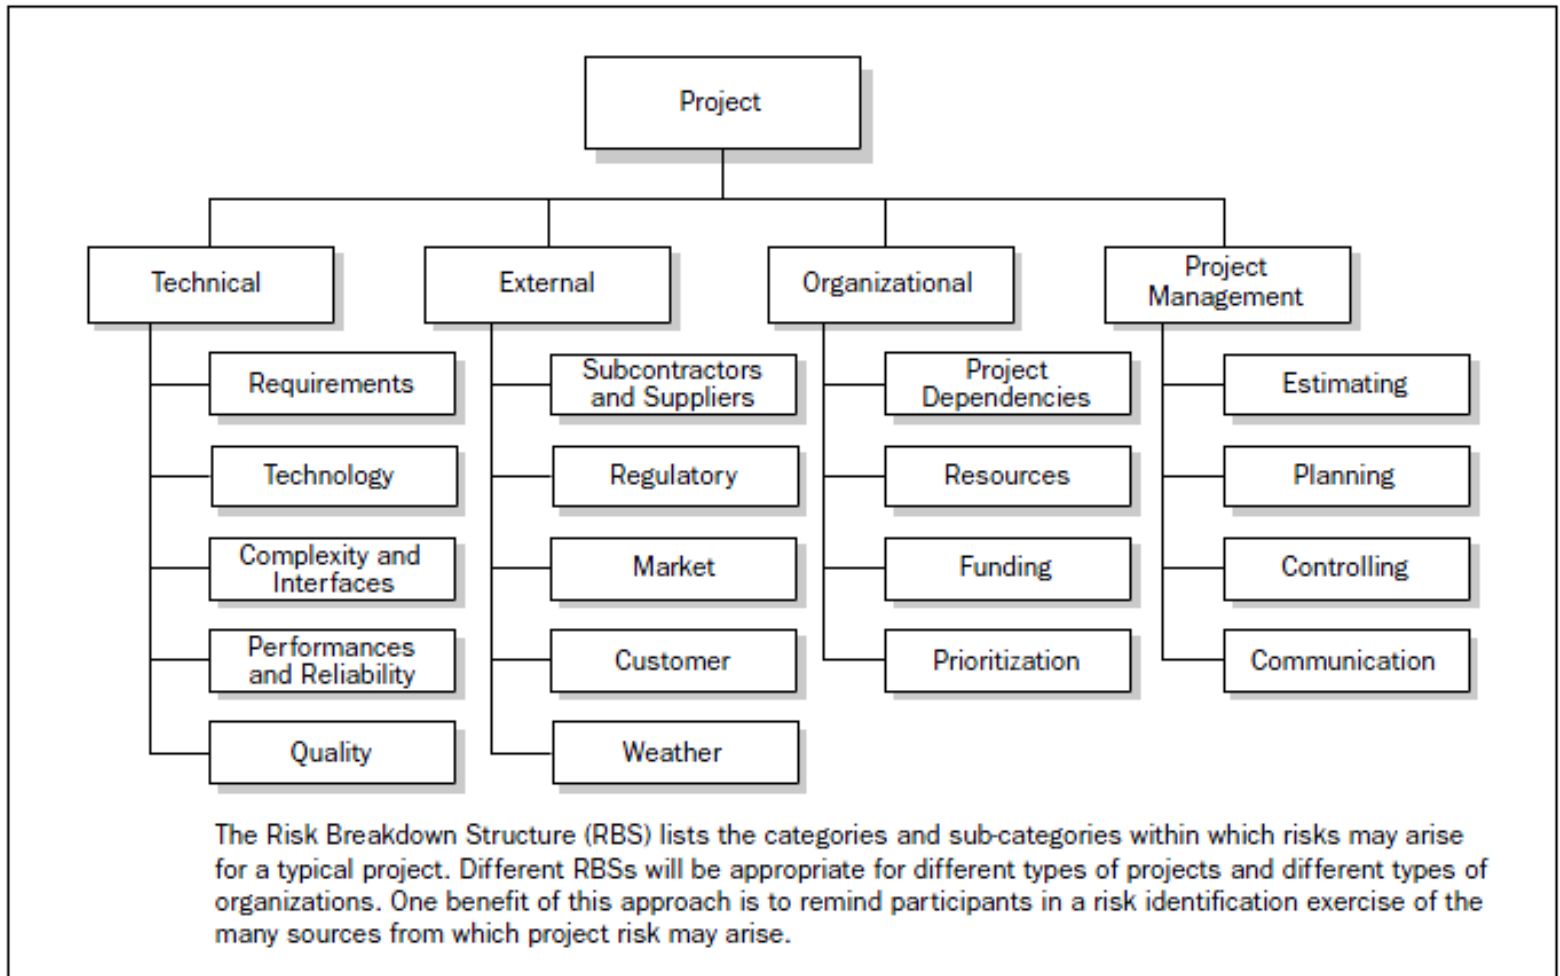 Project
Technical
External
Organizational
Project
Management
Requirements
Technology
Complexity and
Interfaces
Performances
and Reliability
Quality
Subcontractors
and Suppliers
Regulatory
Market
Customer
Weather
Project
Dependencies
Resources
Funding
Prioritization
Estimating
Planning
Controlling
Communication
The Risk Breakdown Structure (RBS) lists the categories and sub-categories within which risks may arise
for a typical project. Different RBSs will be appropriate for different types of projects and different types of
organizations. One benefit of this approach is to remind participants in a risk identification exercise of the
many sources from which project risk may arise.